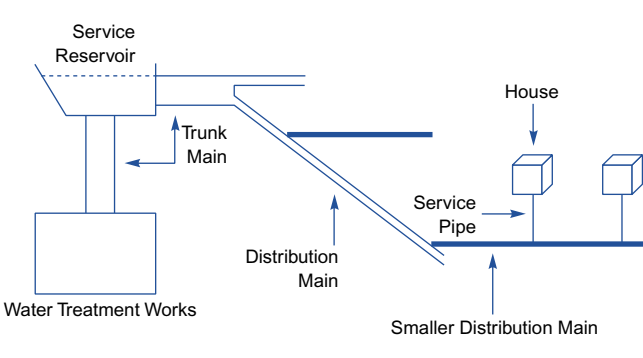 Service
Reservoir
House
Trunk
Main
Service
Pipe
Distribution
Main
Water Treatment Works
Smaller Distribution Main